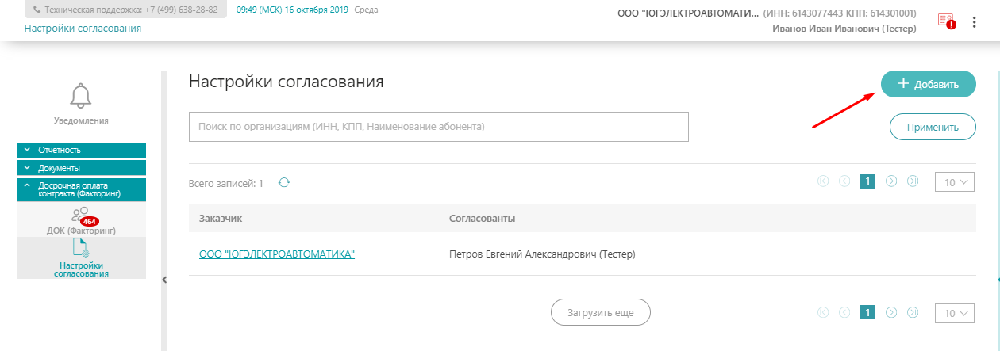 Техническая поддержка: +7 (499) 638-28-82 09:49 (МСК) 16 октября 2019 Среда
ООО "ЮГЭЛЕКТРОАВТОМАТИ... (ИНН: 6143077443 КПП: 614301001)
Настройки согласования
Иванов Иван Иванович (Тестер)
Настройки согласования
+ Добавить
Уведомления
Поиск по организациям (ИНН, КПП, Наименование абонента)
Применить
Отчетность
Документы
Досрочная оплата
контракта (Факторинг)
464
ДОК (Факторинг)
Настройки
согласования
Всего записей: 1
1
10
Заказчик Согласованты
ООО "ЮГЭЛЕКТРОАВТОМАТИКА" Петров Евгений Александрович (Тестер)
Загрузить еще
1
10